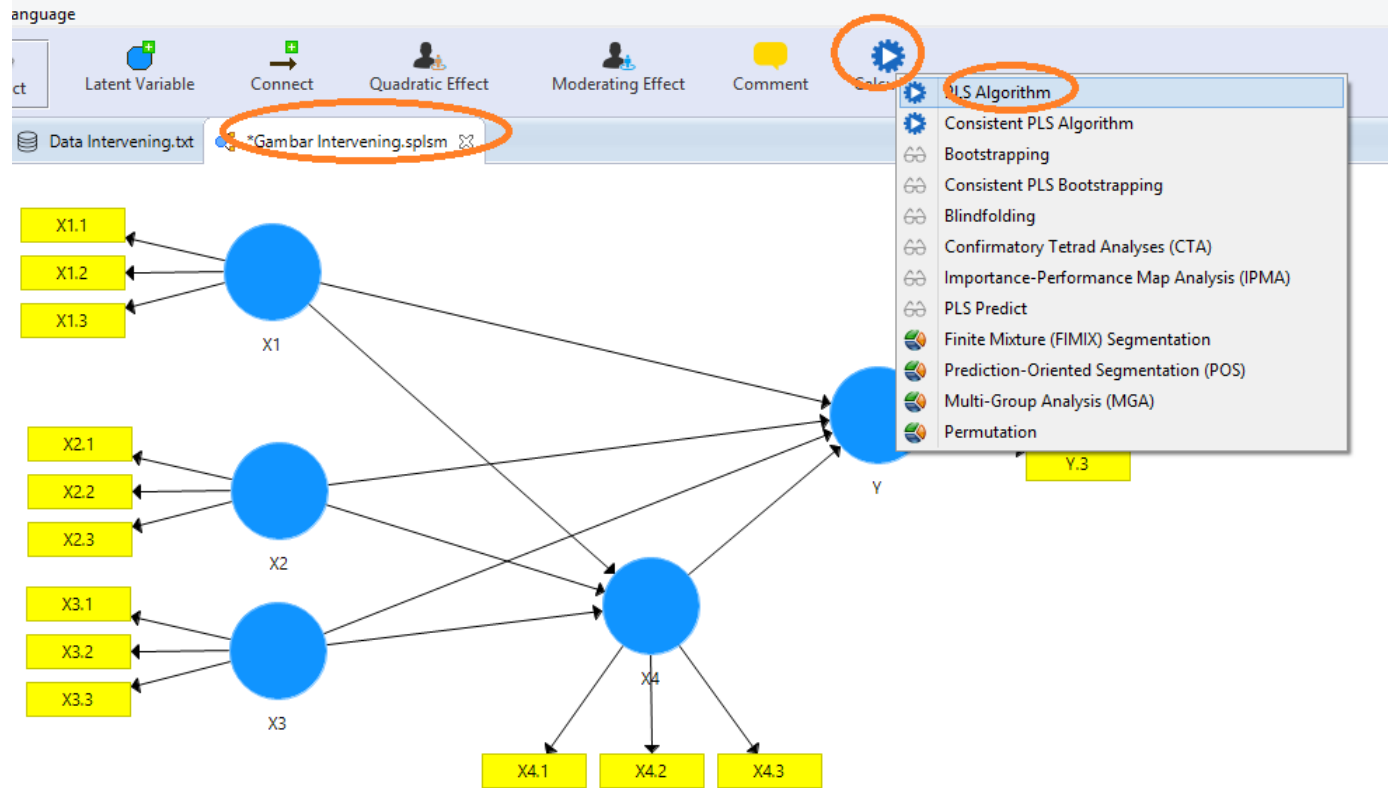 anguage
ct
Latent Variable
Connect
Quadratic Effect
Moderating Effect
Comment
PLS Algorithm
Consistent PLS Algorithm
Bootstrapping
Consistent PLS Bootstrapping
Blindfolding
Confirmatory Tetrad Analyses (CTA)
Importance-Performance Map Analysis (IPMA)
PLS Predict
Finite Mixture (FIMIX) Segmentation
Prediction-Oriented Segmentation (POS)
Multi-Group Analysis (MGA)
Permutation
Data Intervening.txt
*Gambar Intervening.splsm
X1.1
X1.2
X1.3
X1
X2.1
X2.2
X2.3
X2
X3.1
X3.2
X3.3
X3
Y.3
Y
X4
X4.1
X4.2
X4.3